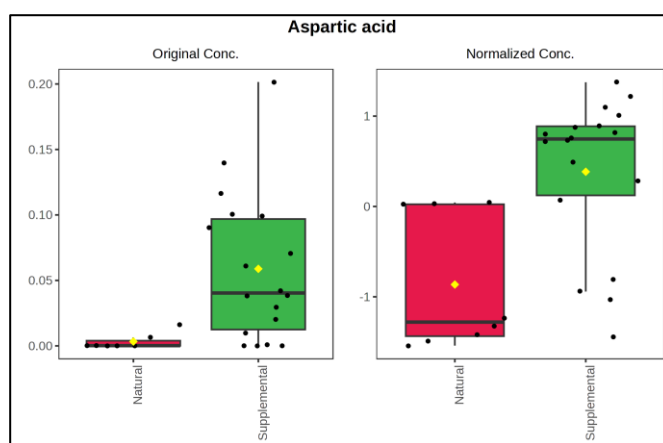 Aspartic acid
Original Conc.
Normalized Conc.
0.20
0.15
0.10
0.05
0.00
1
0
-1
Natural
Supplemental
Natural
Supplemental